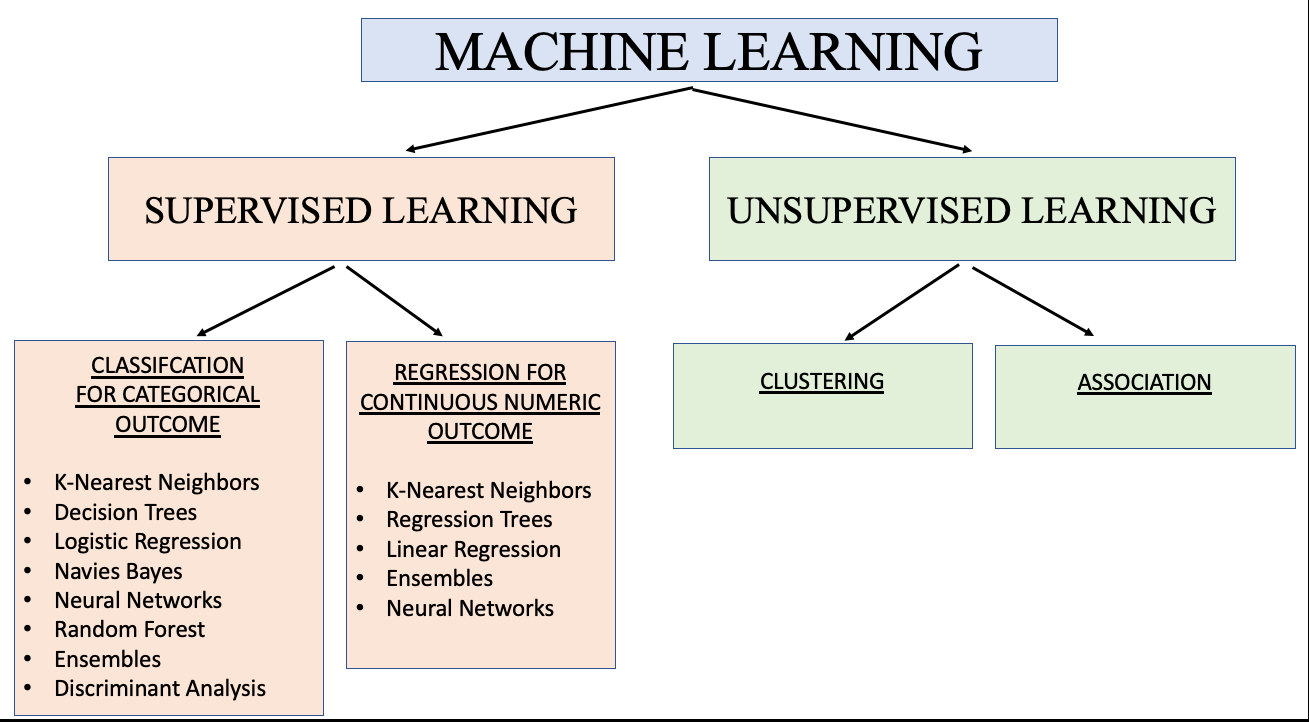 MACHINE LEARNING
SUPERVISED LEARNING
UNSUPERVISED LEARNING
CLASSIFCATION
FOR CATEGORICAL
OUTCOME
• K-Nearest Neighbors
• Decision Trees
• Logistic Regression
• Navies Bayes
• Neural Networks
• Random Forest
• Ensembles
• Discriminant Analysis
REGRESSION FOR
CONTINUOUS NUMERIC
OUTCOME
• K-Nearest Neighbors
• Regression Trees
• Linear Regression
• Ensembles
• Neural Networks
CLUSTERING
ASSOCIATION